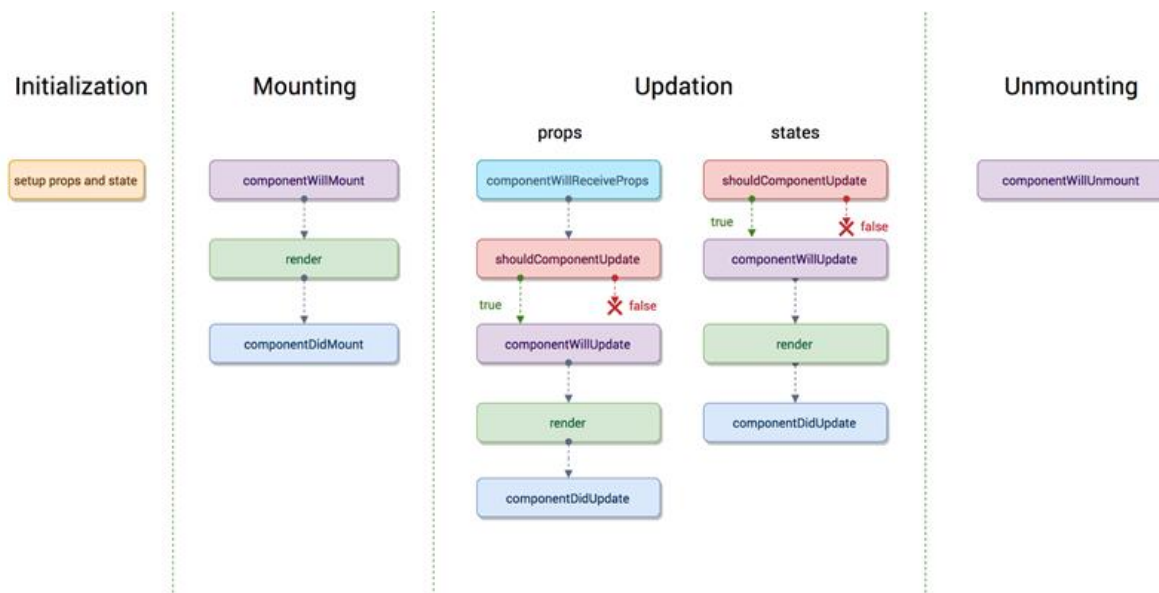 Initialization
setup props and state
Mounting
componentWillMount
render
componentDidMount
Updation
props
componentWillReceiveProps
shouldComponentUpdate
true
false
componentWillUpdate
render
componentDidUpdate
states
shouldComponentUpdate
true
false
componentWillUpdate
render
componentDidUpdate
Unmounting
componentWillUnmount